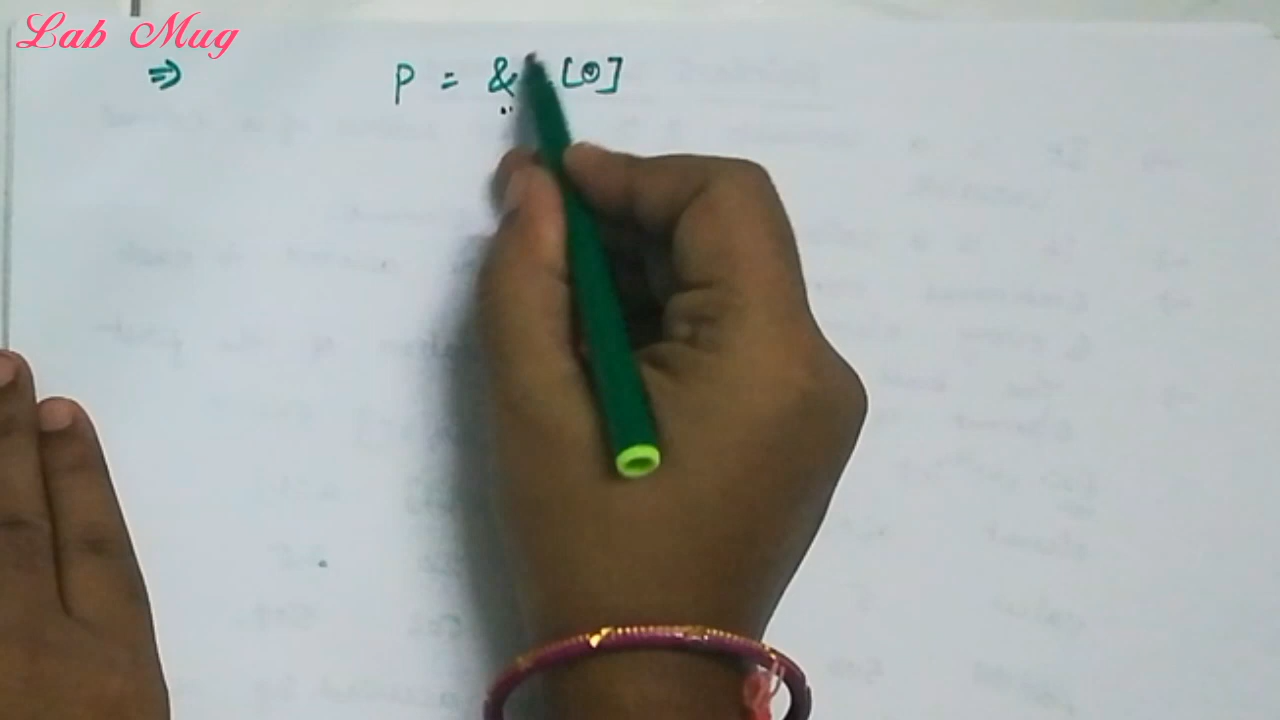 Lab Mug
⇒ p = & [0]